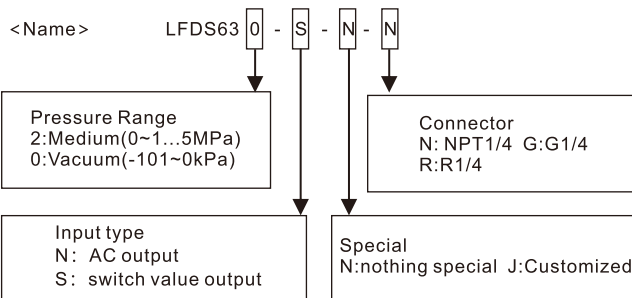 <Name> LFDS63 0 - S - N - N
Pressure Range
2:Medium(0~1...5MPa)
0:Vacuum(-101~0kPa)
Connector
N: NPT1/4 G:G1/4
R:R1/4
Input type
N: AC output
S: switch value output
Special
N:nothing special J:Customized